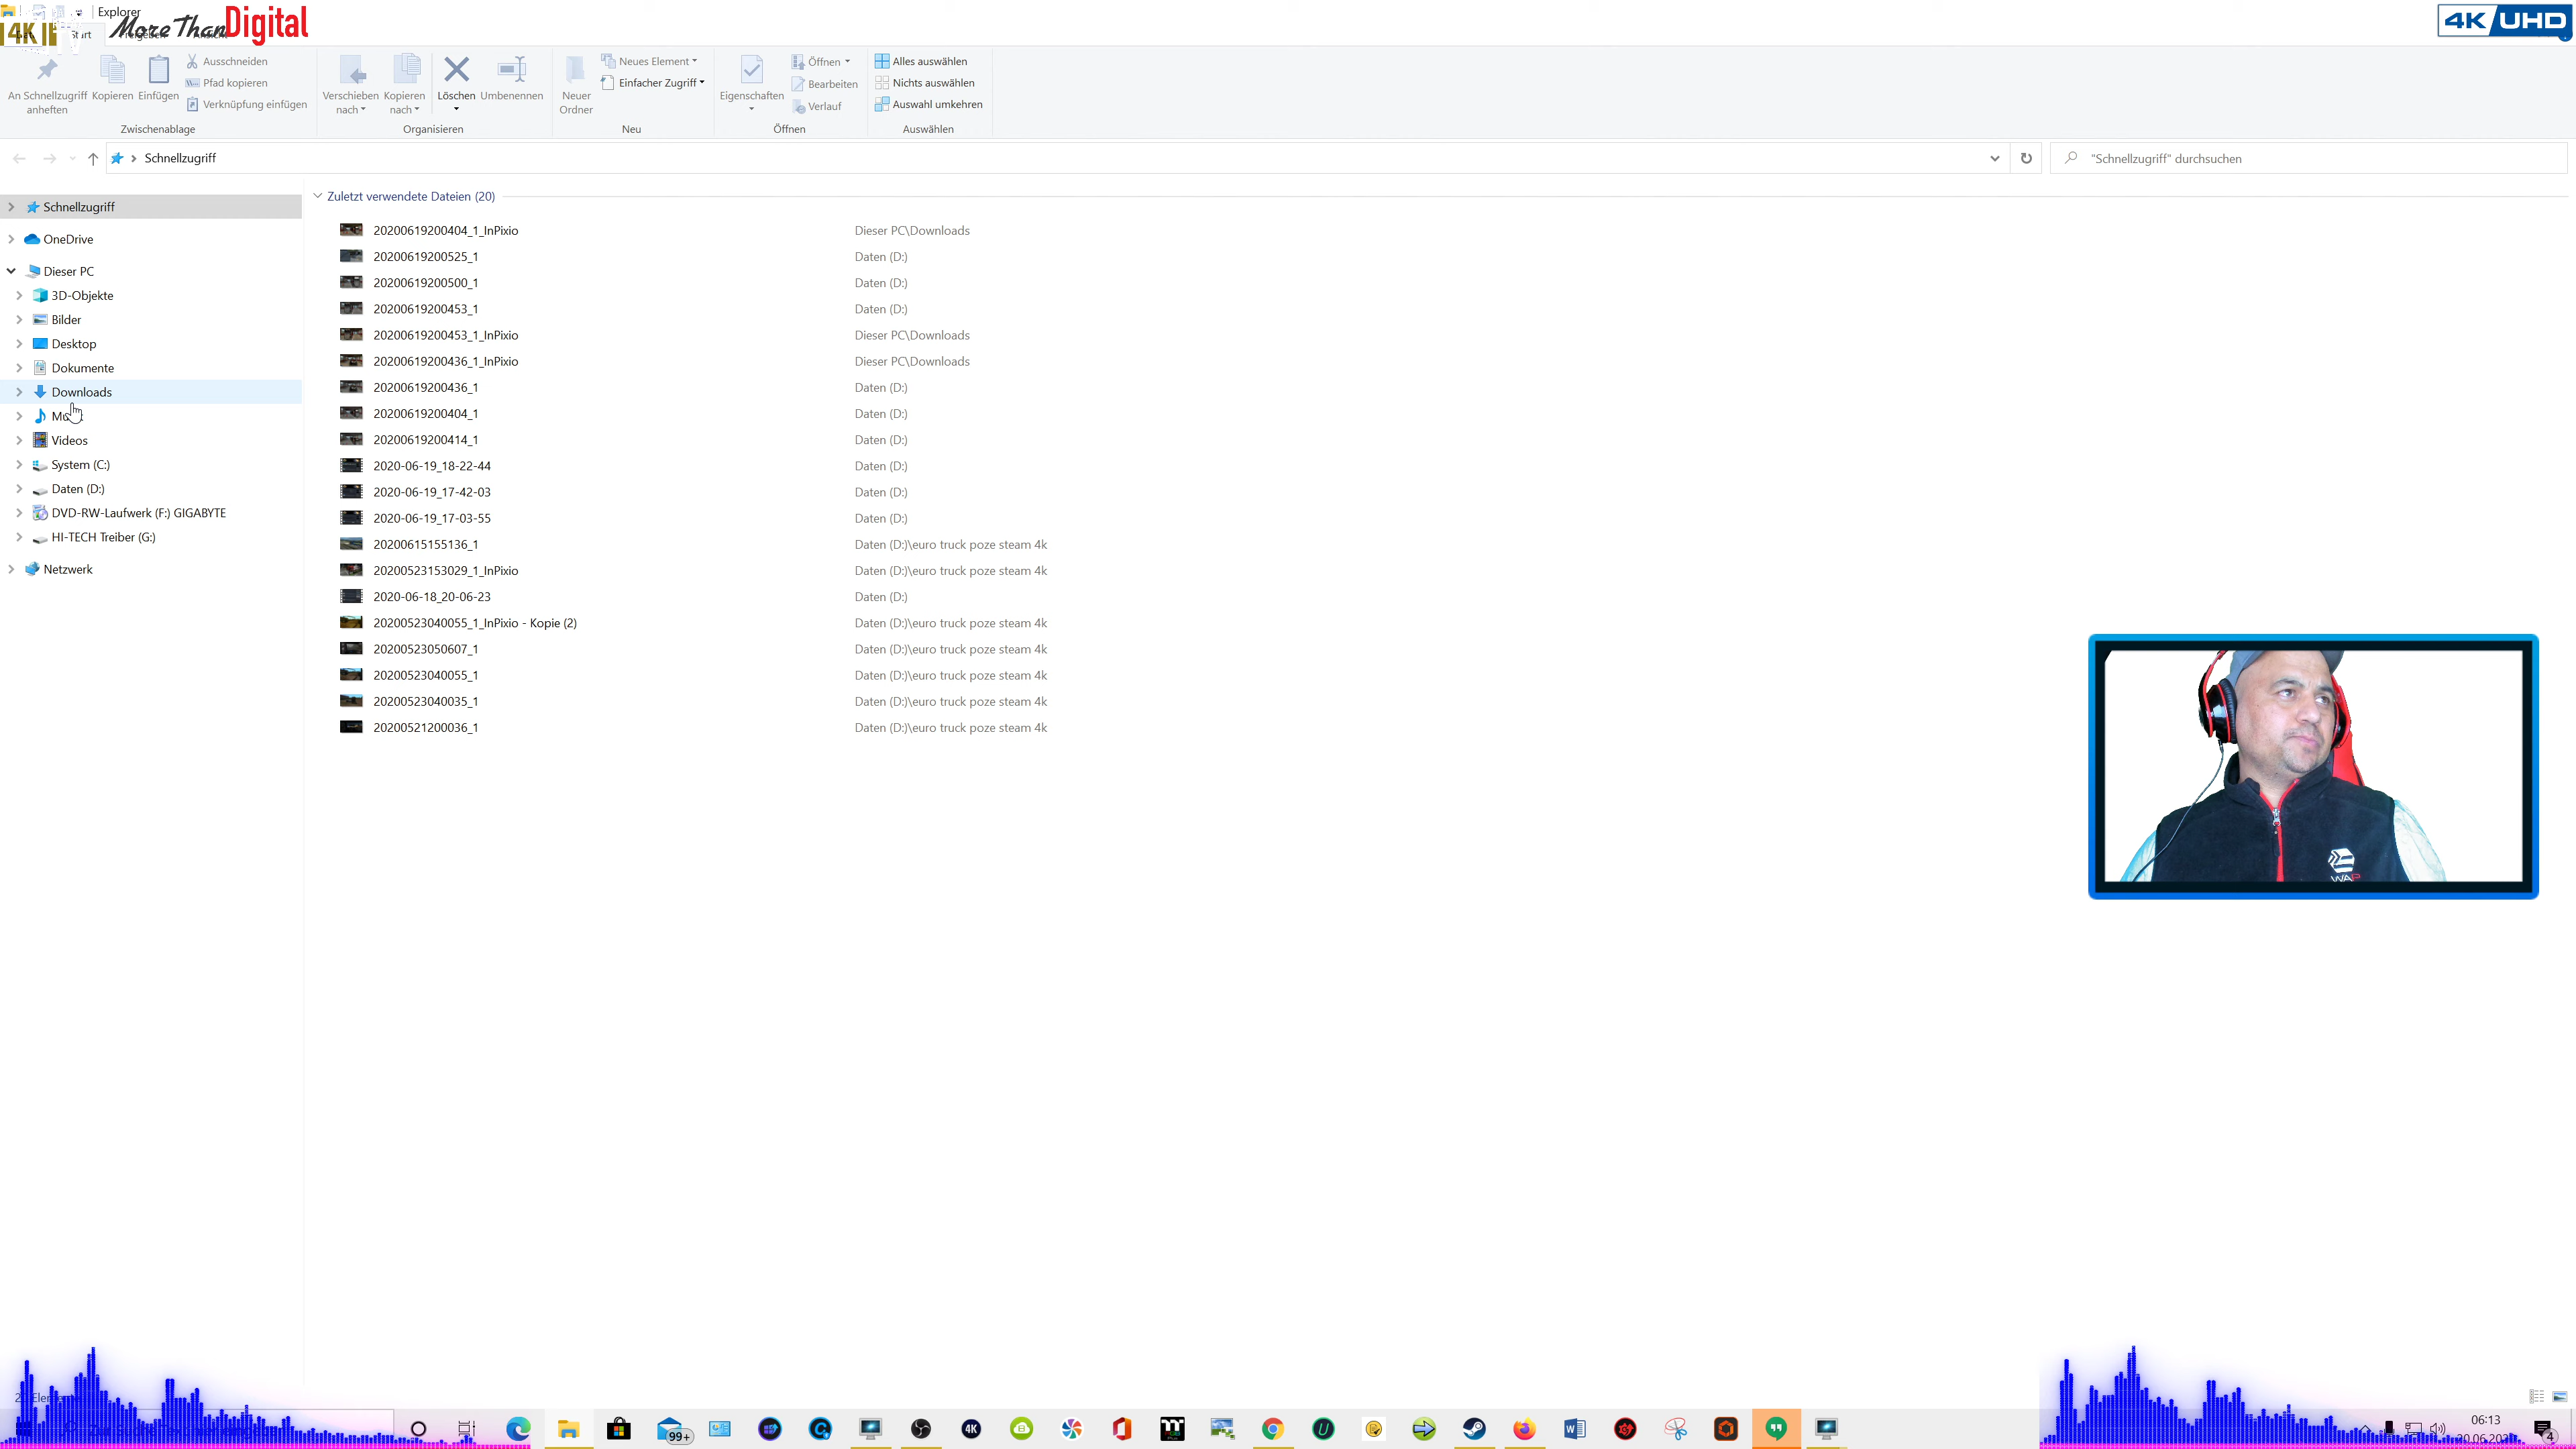 Explorer
4K TV
More Than Digital
4K UHD
Start
An Schnellzugriff anheften
Kopieren
Einfügen
Ausschneiden
Pfad kopieren
Verknüpfung einfügen
Zwischenablage
Verschieben nach
Kopieren nach
Löschen
Umbenennen
Organisieren
Neuer Ordner
Neues Element
Einfacher Zugriff
Neu
Eigenschaften
Öffnen
Bearbeiten
Verlauf
Öffnen
Alles auswählen
Nichts auswählen
Auswahl umkehren
Auswählen
Schnellzugriff
"Schnellzugriff" durchsuchen
Schnellzugriff
OneDrive
Dieser PC
3D-Objekte
Bilder
Desktop
Dokumente
Downloads
Videos
System (C:)
Daten (D:)
DVD-RW-Laufwerk (F:) GIGABYTE
HI-TECH Treiber (G:)
Netzwerk
Zuletzt verwendete Dateien (20)
20200619200404_1_InPixio Dieser PC\Downloads
20200619200525_1 Daten (D:)
20200619200500_1 Daten (D:)
20200619200453_1 Daten (D:)
20200619200453_1_InPixio Dieser PC\Downloads
20200619200436_1_InPixio Dieser PC\Downloads
20200619200436_1 Daten (D:)
20200619200404_1 Daten (D:)
20200619200414_1 Daten (D:)
2020-06-19_18-22-44 Daten (D:)
2020-06-19_17-42-03 Daten (D:)
2020-06-19_17-03-55 Daten (D:)
20200615155136_1 Daten (D:)\euro truck poze steam 4k
20200523153029_1_InPixio Daten (D:)\euro truck poze steam 4k
2020-06-18_20-06-23 Daten (D:)
20200523040055_1_InPixio - Kopie (2) Daten (D:)\euro truck poze steam 4k
20200523050607_1 Daten (D:)\euro truck poze steam 4k
20200523040055_1 Daten (D:)\euro truck poze steam 4k
20200523040035_1 Daten (D:)\euro truck poze steam 4k
20200521200036_1 Daten (D:)\euro truck poze steam 4k
WAP
99+
4K
06:13
4